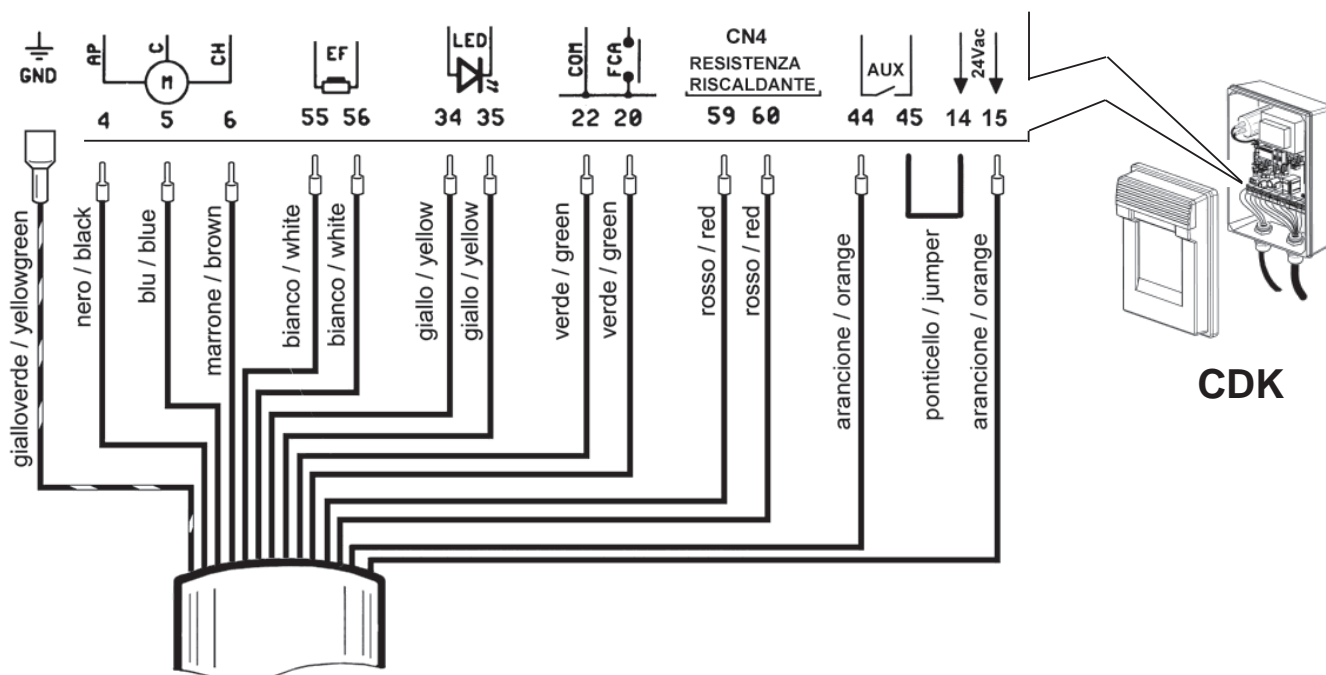 GND
AP
C
CH
M
EF
LED
COM
FCA
CN4
RESISTENZA
RISCALDANTE
AUX
24Vac
4 5 6 55 56 34 35 22 20 59 60 44 45 14 15
gialloverde / yellowgreen
nero / black
blu / blue
marrone / brown
bianco / white
bianco / white
giallo / yellow
giallo / yellow
verde / green
verde / green
rosso / red
rosso / red
arancione / orange
ponticello / jumper
arancione / orange
CDK